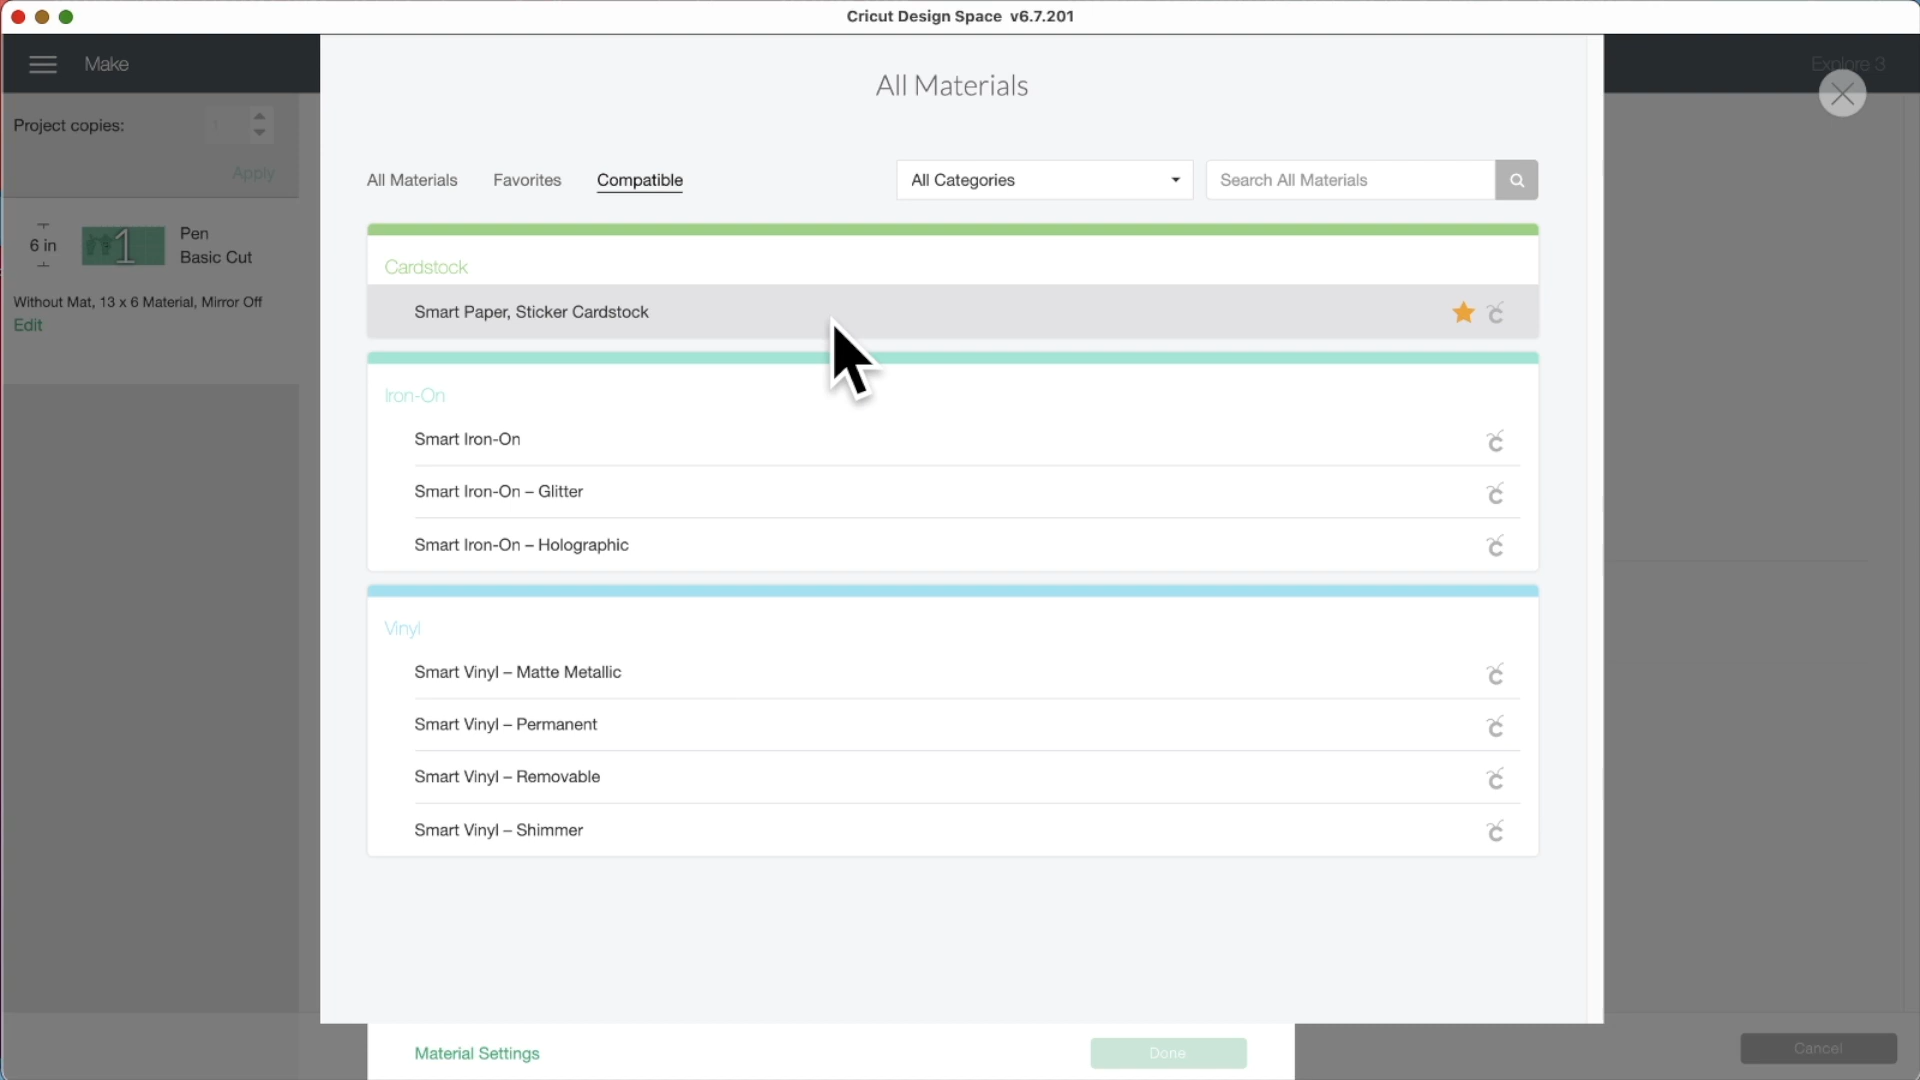 Cricut Design Space v6.7.201
Make
Explore 3
All Materials
Project copies:
1
Apply
All Materials
Favorites
Compatible
All Categories
Search All Materials
6 in
1
Pen
Basic Cut
Without Mat, 13 x 6 Material, Mirror Off
Edit
Cardstock
Smart Paper, Sticker Cardstock
Iron-On
Smart Iron-On
Smart Iron-On – Glitter
Smart Iron-On – Holographic
Vinyl
Smart Vinyl – Matte Metallic
Smart Vinyl – Permanent
Smart Vinyl – Removable
Smart Vinyl – Shimmer
Material Settings
Done
Cancel